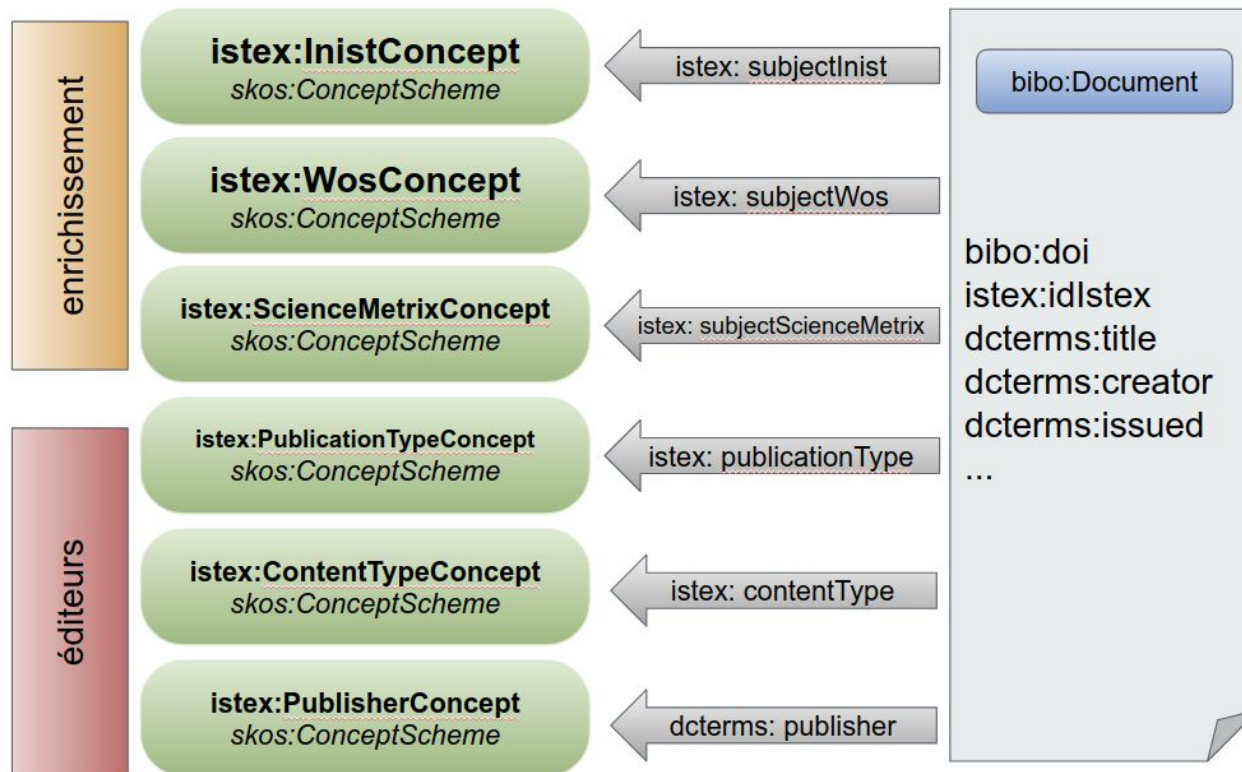 enrichissement
istex:InistConcept
skos:ConceptScheme
istex: subjectInist
istex:WosConcept
skos:ConceptScheme
istex: subjectWos
istex:ScienceMetrixConcept
skos:ConceptScheme
istex: subjectScienceMetrix
éditeurs
istex:PublicationTypeConcept
skos:ConceptScheme
istex: publicationType
istex:ContentTypeConcept
skos:ConceptScheme
istex: contentType
istex:PublisherConcept
skos:ConceptScheme
dcterms: publisher
bibo:Document
bibo:doi
istex:idIstex
dcterms:title
dcterms:creator
dcterms:issued
...